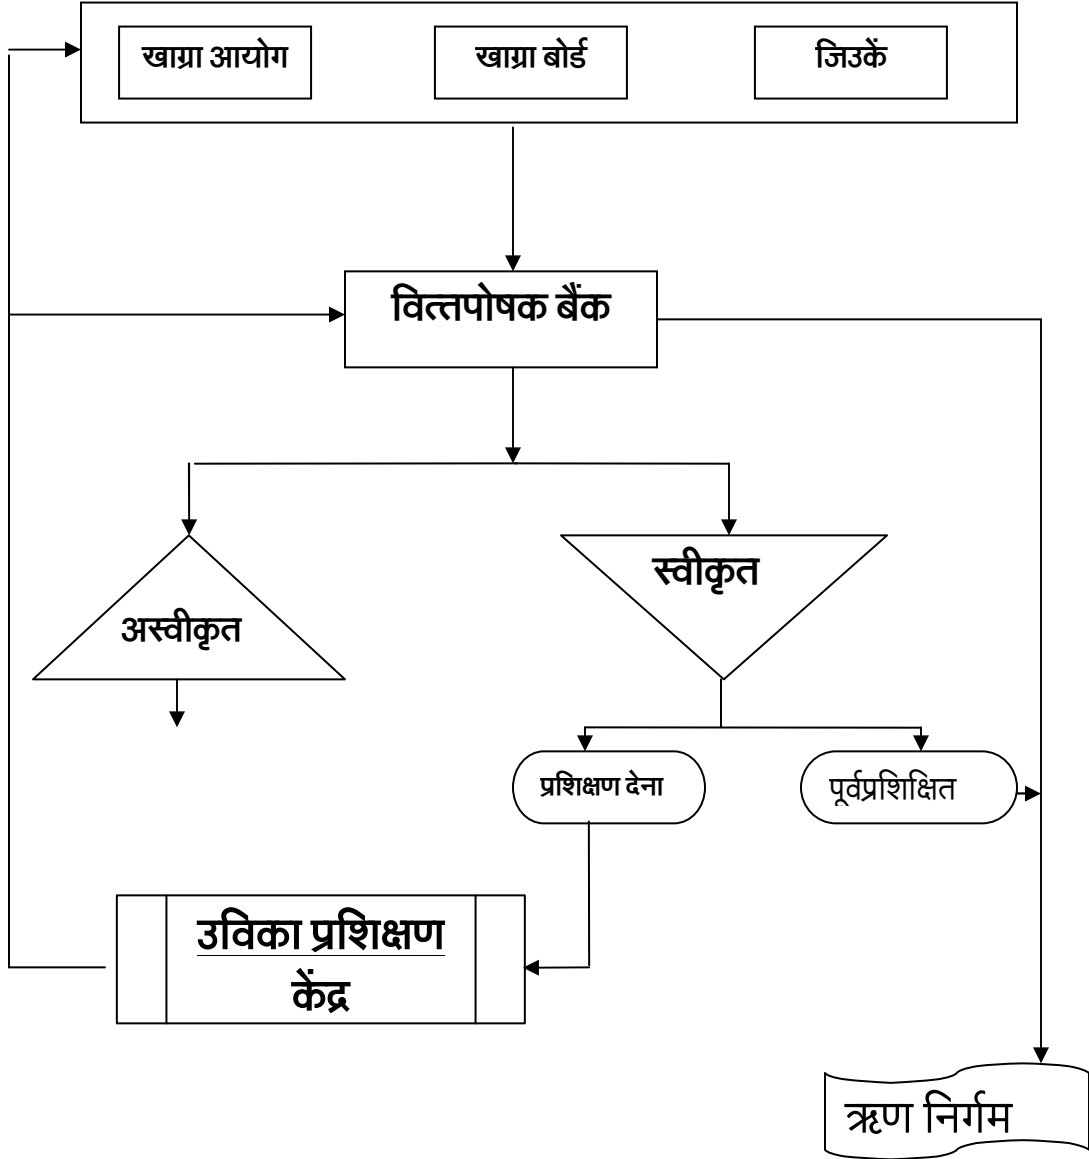 खाग्रा आयोग
खाग्रा बोर्ड
जिउकें
वित्तपोषक बैंक
स्वीकृत
अस्वीकृत
प्रशिक्षण देना
पूर्वप्रशिक्षित
उविका प्रशिक्षण
केंद्र
ऋण निर्गम